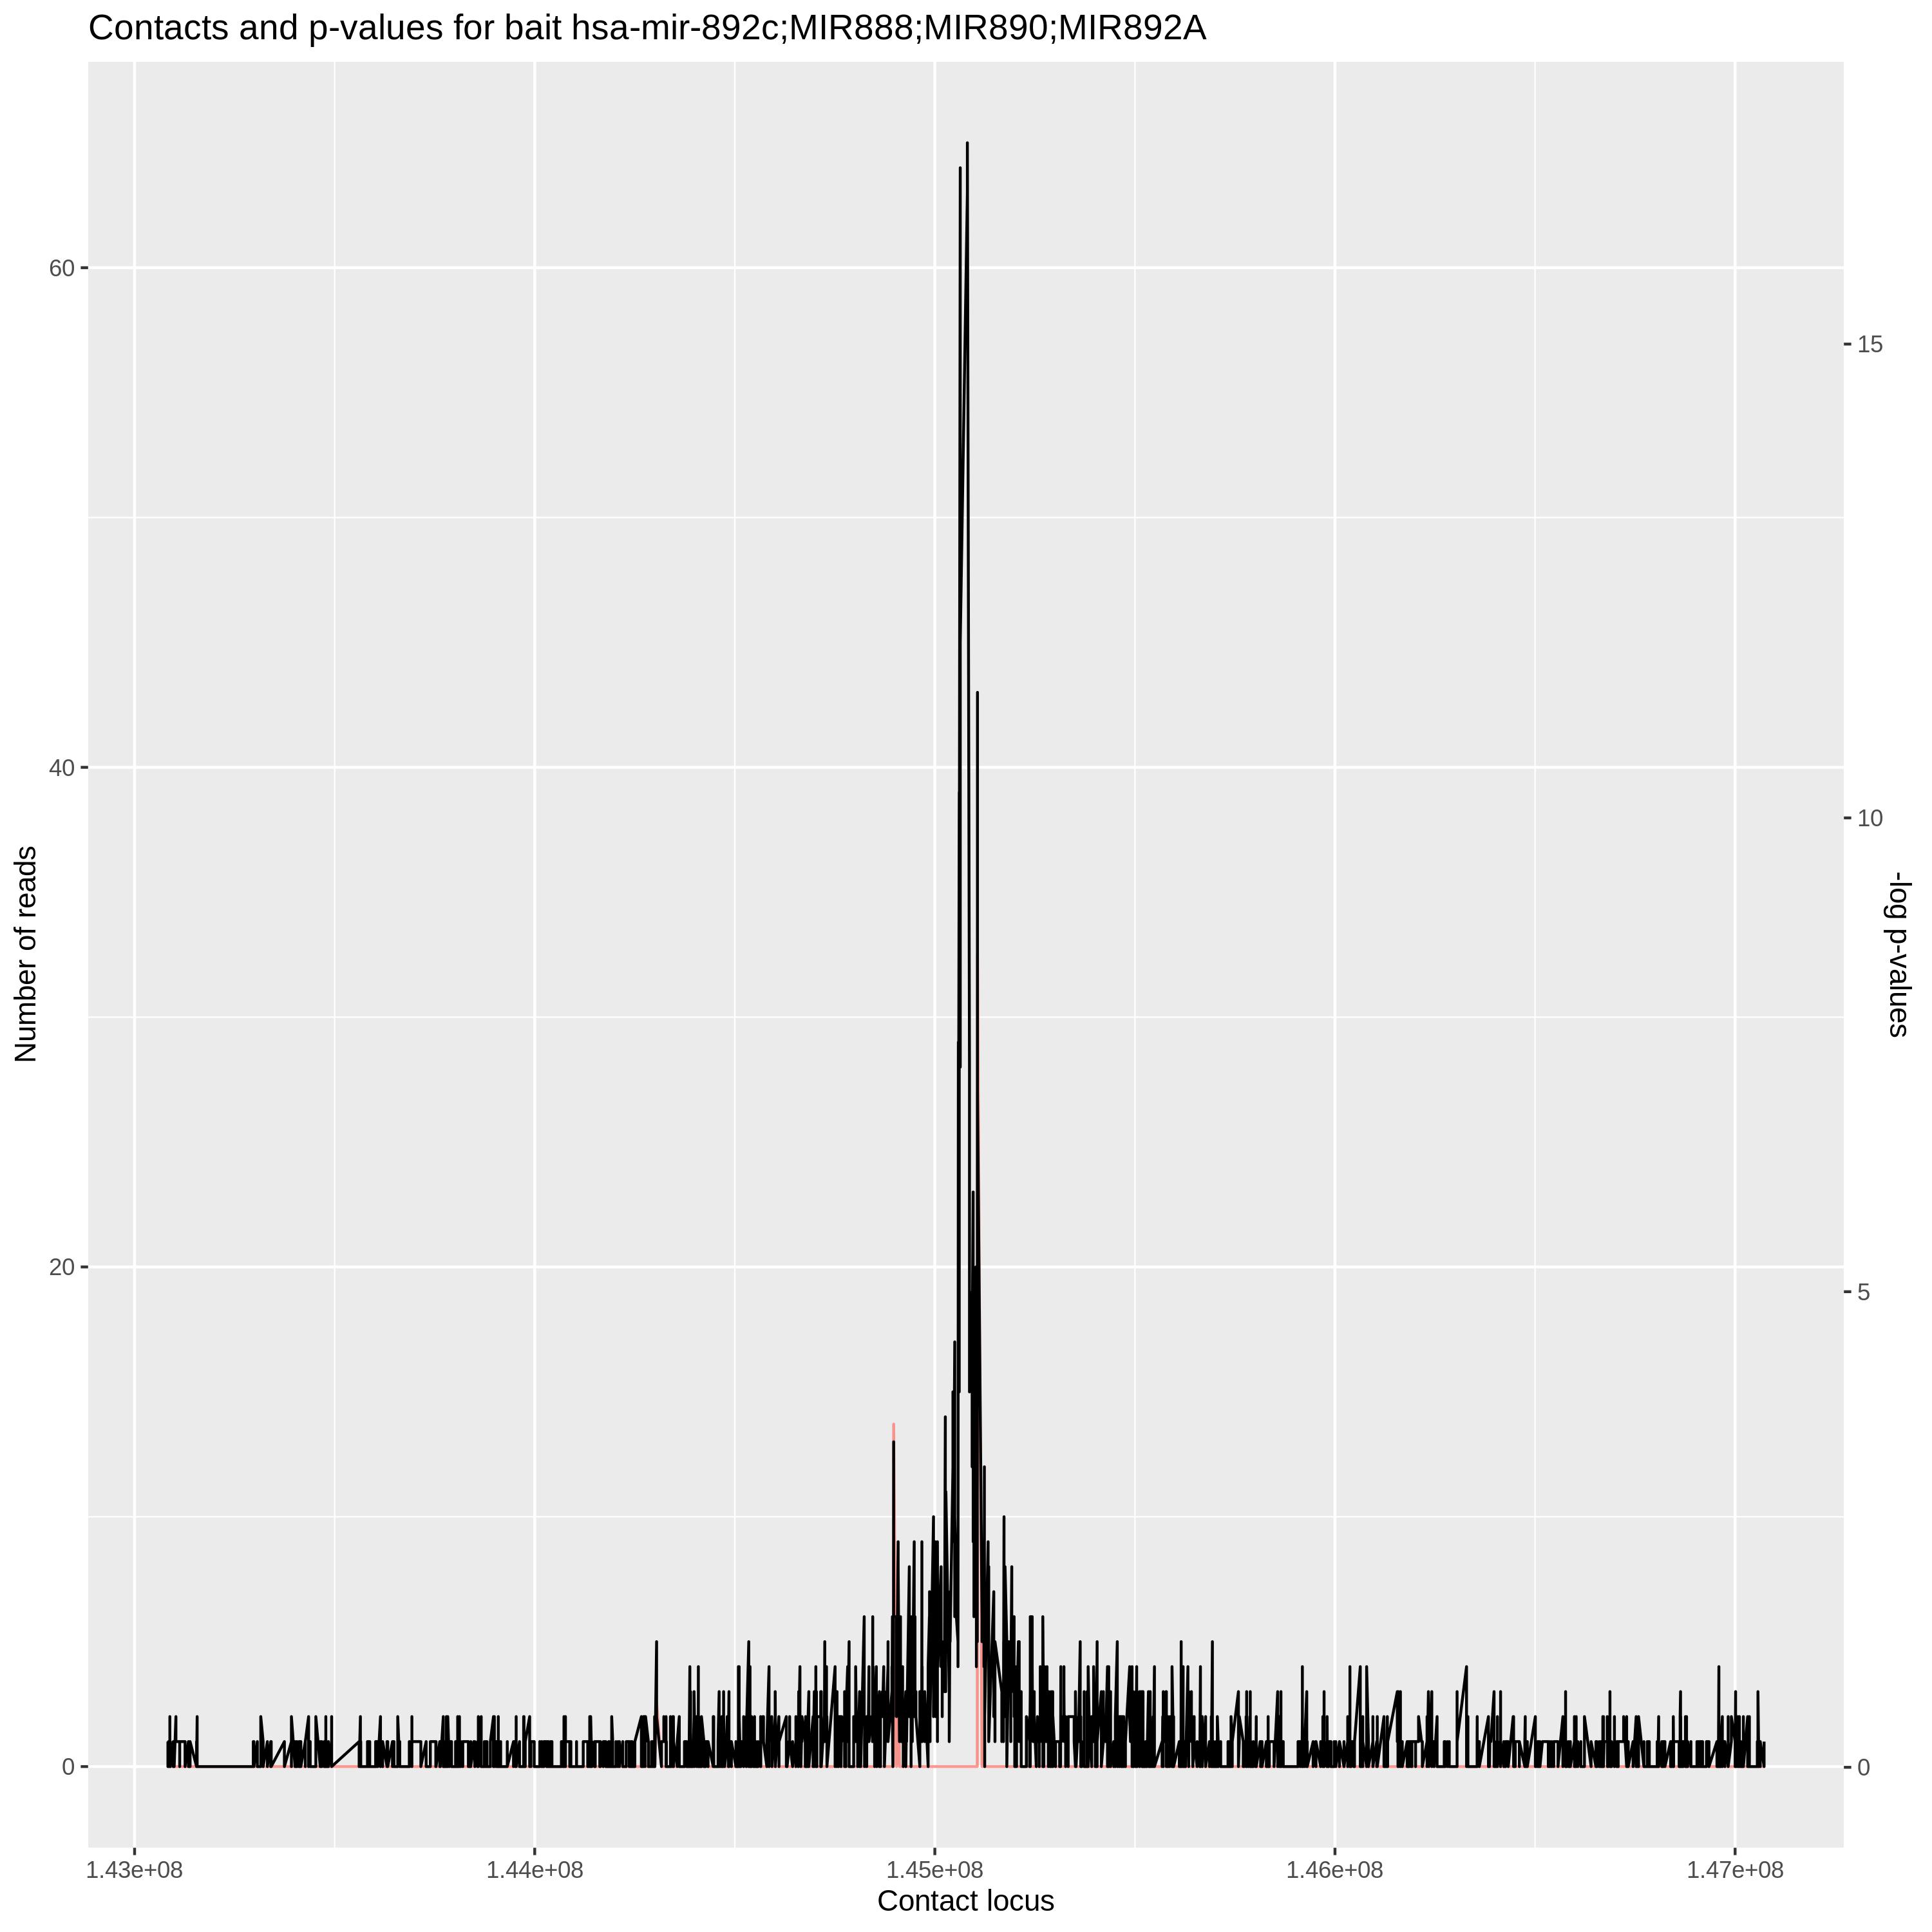 Contacts and p-values for bait hsa-mir-892c;MIR888;MIR890;MIR892A
60
40
20
0
Number of reads
15
10
5
0
-log p-values
1.43e+08
1.44e+08
1.45e+08
1.46e+08
1.47e+08
Contact locus